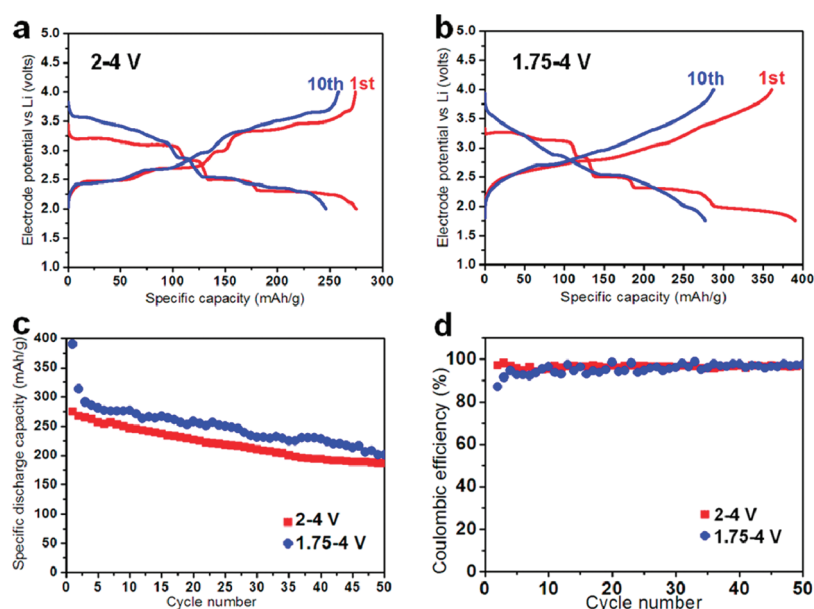 a
2-4 V
10th 1st
Electrode potential vs Li (volts)
5.0
4.5
4.0
3.5
3.0
2.5
2.0
1.5
1.0
0 50 100 150 200 250 300
Specific capacity (mAh/g)
b
1.75-4 V
10th 1st
Electrode potential vs Li (volts)
5.0
4.5
4.0
3.5
3.0
2.5
2.0
1.5
1.0
0 50 100 150 200 250 300 350 400
Specific capacity (mAh/g)
c
Specific discharge capacity (mAh/g)
400
350
300
250
200
150
100
50
0
2-4 V
1.75-4 V
0 5 10 15 20 25 30 35 40 45 50
Cycle number
d
Coulombic efficiency (%)
100
80
60
40
20
0
2-4 V
1.75-4 V
0 10 20 30 40 50
Cycle number